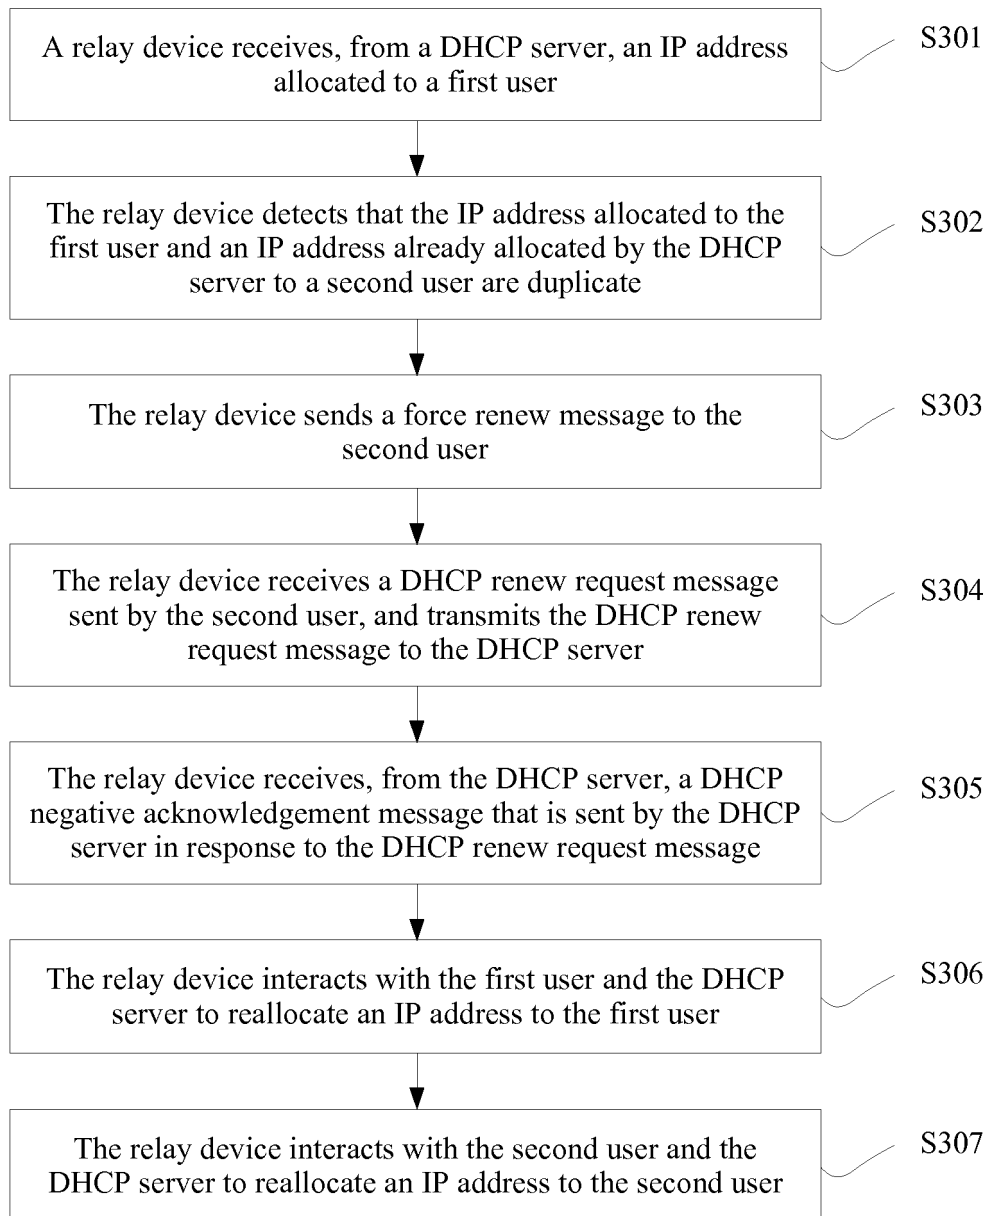 A relay device receives, from a DHCP server, an IP address
allocated to a first user
S301
The relay device detects that the IP address allocated to the
first user and an IP address already allocated by the DHCP
server to a second user are duplicate
S302
The relay device sends a force renew message to the
second user
S303
The relay device receives a DHCP renew request message
sent by the second user, and transmits the DHCP renew
request message to the DHCP server
S304
The relay device receives, from the DHCP server, a DHCP
negative acknowledgement message that is sent by the DHCP
server in response to the DHCP renew request message
S305
The relay device interacts with the first user and the DHCP
server to reallocate an IP address to the first user
S306
The relay device interacts with the second user and the
DHCP server to reallocate an IP address to the second user
S307